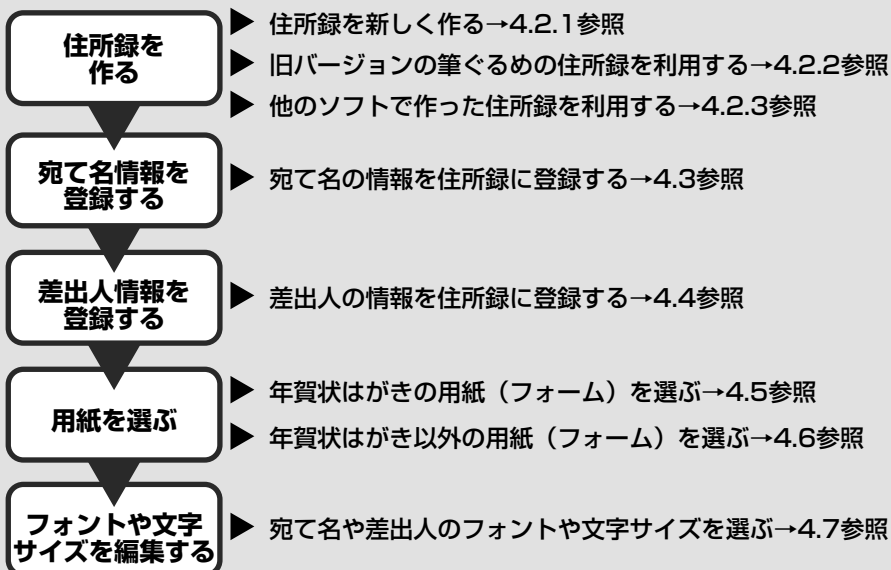 住所録を
作る
▶ 住所録を新しく作る→4.2.1参照
▶ 旧バージョンの筆ぐるめの住所録を利用する→4.2.2参照
▶ 他のソフトで作った住所録を利用する→4.2.3参照
宛て名情報を
登録する
▶ 宛て名の情報を住所録に登録する→4.3参照
差出人情報を
登録する
▶ 差出人の情報を住所録に登録する→4.4参照
用紙を選ぶ
▶ 年賀状はがきの用紙（フォーム）を選ぶ→4.5参照
▶ 年賀状はがき以外の用紙（フォーム）を選ぶ→4.6参照
フォントや文字
サイズを編集する
▶ 宛て名や差出人のフォントや文字サイズを選ぶ→4.7参照